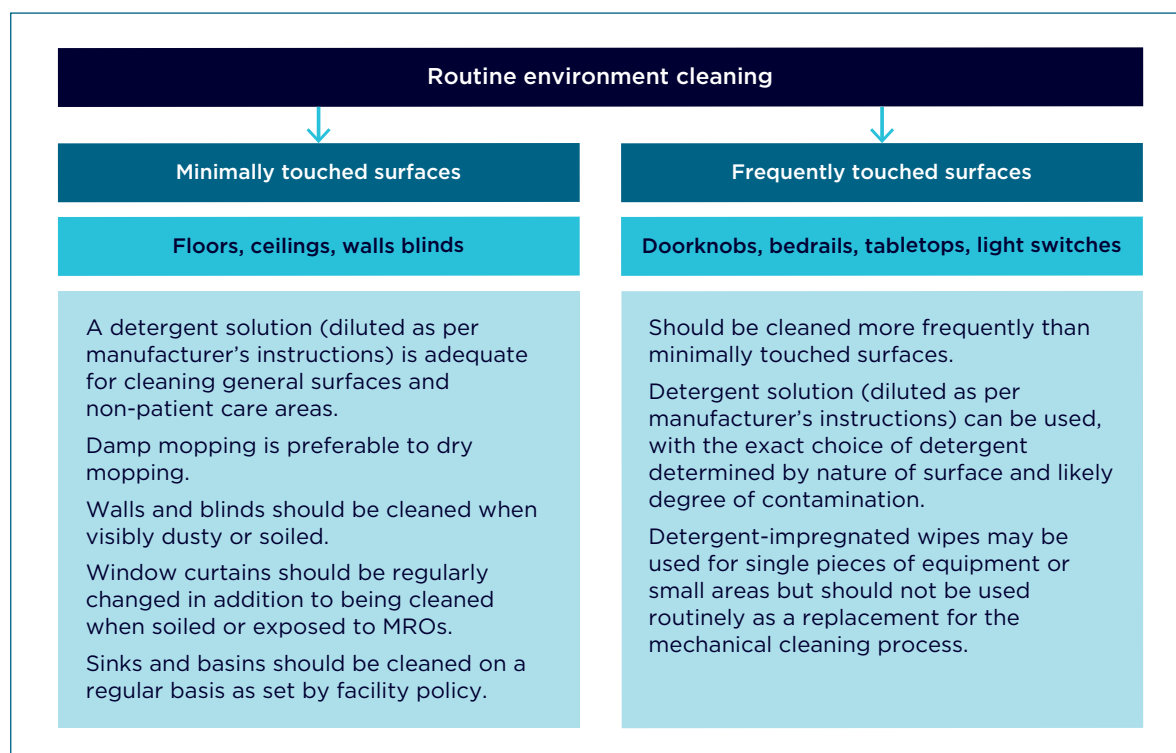 Routine environment cleaning
Minimally touched surfaces
Floors, ceilings, walls blinds
A detergent solution (diluted as per
manufacturer’s instructions) is adequate
for cleaning general surfaces and
non-patient care areas.
Damp mopping is preferable to dry
mopping.
Walls and blinds should be cleaned when
visibly dusty or soiled.
Window curtains should be regularly
changed in addition to being cleaned
when soiled or exposed to MROs.
Sinks and basins should be cleaned on a
regular basis as set by facility policy.
Frequently touched surfaces
Doorknobs, bedrails, tabletops, light switches
Should be cleaned more frequently than
minimally touched surfaces.
Detergent solution (diluted as per
manufacturer’s instructions) can be used,
with the exact choice of detergent
determined by nature of surface and likely
degree of contamination.
Detergent-impregnated wipes may be
used for single pieces of equipment or
small areas but should not be used
routinely as a replacement for the
mechanical cleaning process.